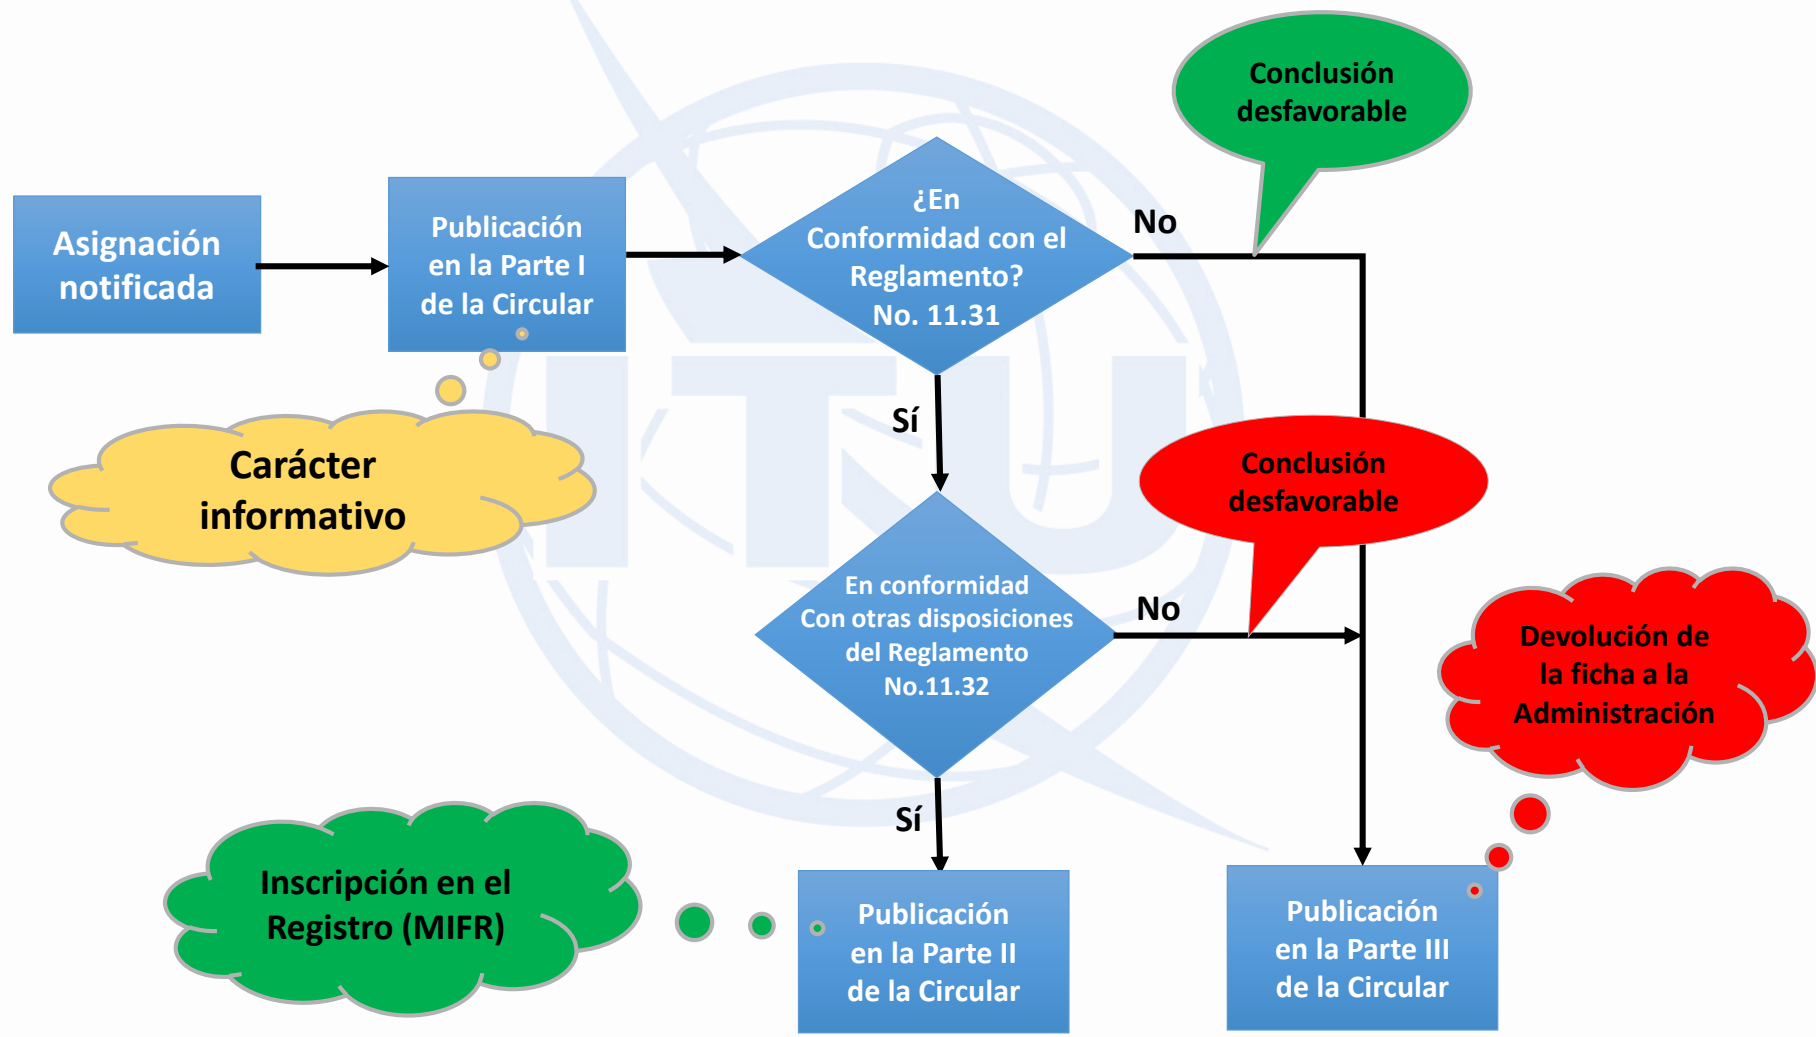 Asignación
notificada
Publicación
en la Parte I
de la Circular
Carácter
informativo
¿En
Conformidad con el
Reglamento?
No. 11.31
No
Conclusión
desfavorable
Sí
En conformidad
Con otras disposiciones
del Reglamento
No.11.32
No
Conclusión
desfavorable
Devolución de
la ficha a la
Administración
Sí
Inscripción en el
Registro (MIFR)
Publicación
en la Parte II
de la Circular
Publicación
en la Parte III
de la Circular
ITU